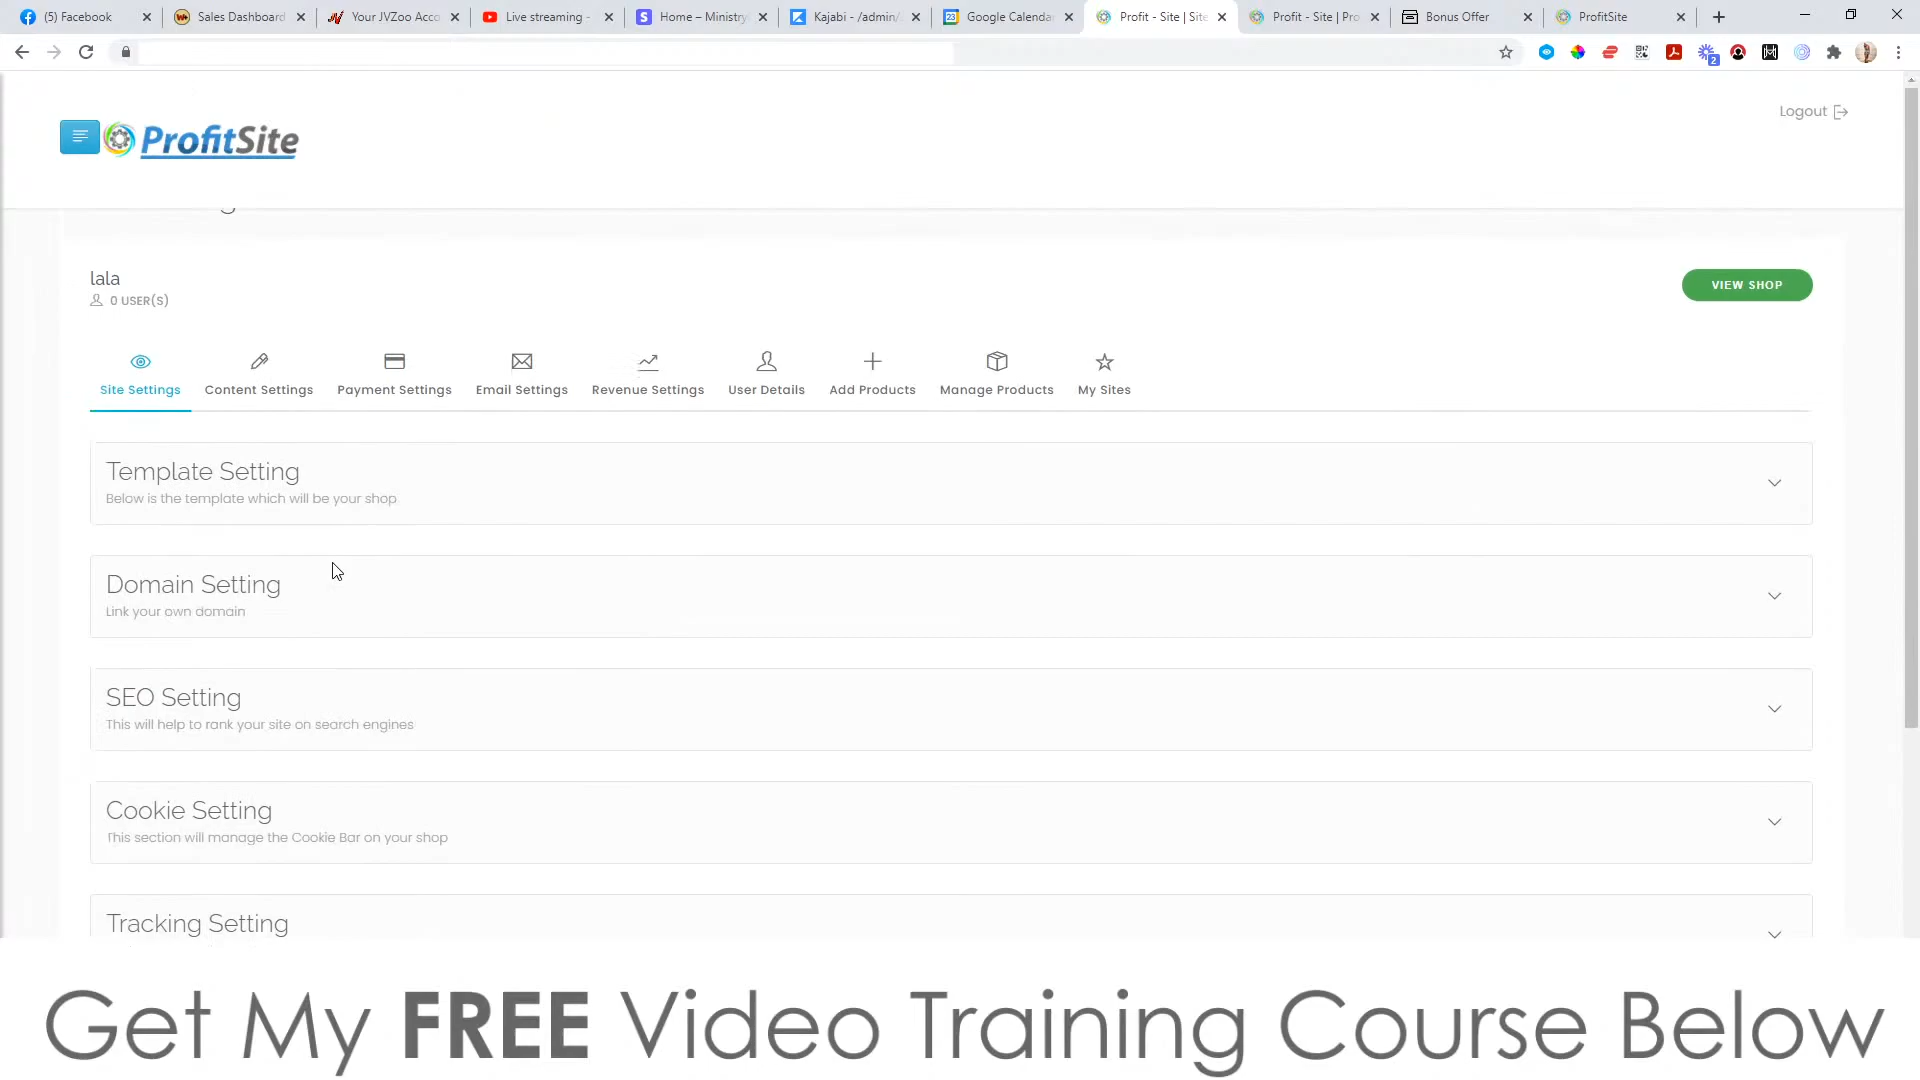 (5) Facebook
Sales Dashboard
Your JVZoo Acco
Live streaming -
Home – Ministry
Kajabi - /admin/
Google Calenda
Profit - Site | Site
Profit - Site | Pro
Bonus Offer
ProfitSite
2
ProfitSite
Logout
lala
0 USER(S)
VIEW SHOP
Site Settings
Content Settings
Payment Settings
Email Settings
Revenue Settings
User Details
Add Products
Manage Products
My Sites
Template Setting
Below is the template which will be your shop
Domain Setting
Link your own domain
SEO Setting
This will help to rank your site on search engines
Cookie Setting
This section will manage the Cookie Bar on your shop
Tracking Setting
Get My FREE Video Training Course Below